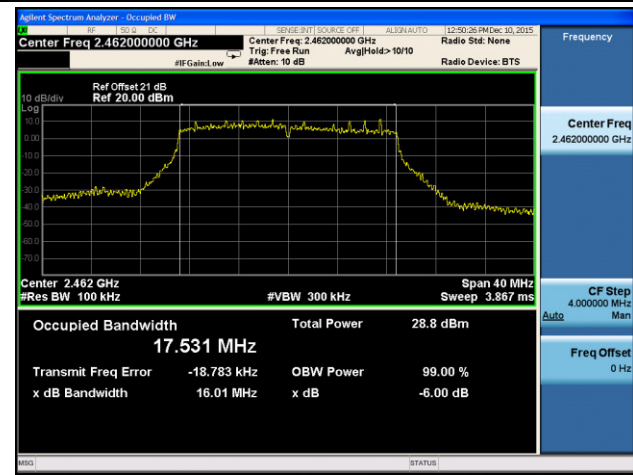 Agilent Spectrum Analyzer - Occupied BW
RF 50 Ω DC SENSE:INT SOURCE OFF ALIGN AUTO 12:50:26 PM Dec 10, 2015
Center Freq 2.462000000 GHz
Center Freq: 2.462000000 GHz
Radio Std: None
Trig: Free Run Avg|Hold:> 10/10
#IFGain:Low #Atten: 10 dB Radio Device: BTS
Frequency
Ref Offset 21 dB
10 dB/div Ref 20.00 dBm
Log
10.0
0.00
-10.0
-20.0
-30.0
-40.0
-50.0
-60.0
-70.0
Center 2.462 GHz Span 40 MHz
#Res BW 100 kHz #VBW 300 kHz Sweep 3.867 ms
Occupied Bandwidth Total Power 28.8 dBm
17.531 MHz
Transmit Freq Error -18.783 kHz OBW Power 99.00 %
x dB Bandwidth 16.01 MHz x dB -6.00 dB
Center Freq
2.462000000 GHz
CF Step
4.000000 MHz
Auto Man
Freq Offset
0 Hz
MSG STATUS